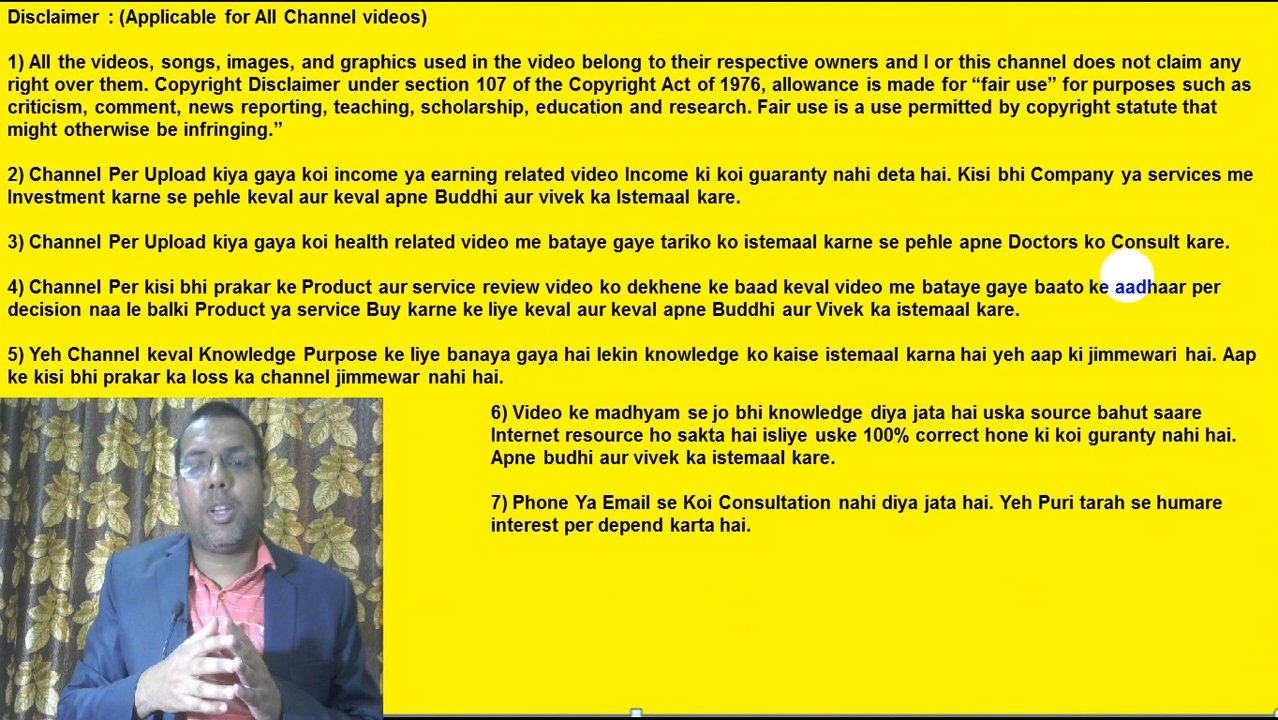 Disclaimer : (Applicable for All Channel videos)
1) All the videos, songs, images, and graphics used in the video belong to their respective owners and I or this channel does not claim any
right over them. Copyright Disclaimer under section 107 of the Copyright Act of 1976, allowance is made for “fair use” for purposes such as
criticism, comment, news reporting, teaching, scholarship, education and research. Fair use is a use permitted by copyright statute that
might otherwise be infringing.”
2) Channel Per Upload kiya gaya koi income ya earning related video Income ki koi guaranty nahi deta hai. Kisi bhi Company ya services me
Investment karne se pehle keval aur keval apne Buddhi aur vivek ka Istemaal kare.
3) Channel Per Upload kiya gaya koi health related video me bataye gaye tariko ko istemaal karne se pehle apne Doctors ko Consult kare.
4) Channel Per kisi bhi prakar ke Product aur service review video ko dekhene ke baad keval video me bataye gaye baato ke aadhaar per
decision naa le balki Product ya service Buy karne ke liye keval aur keval apne Buddhi aur Vivek ka istemaal kare.
5) Yeh Channel keval Knowledge Purpose ke liye banaya gaya hai lekin knowledge ko kaise istemaal karna hai yeh aap ki jimmewari hai. Aap
ke kisi bhi prakar ka loss ka channel jimmewar nahi hai.
6) Video ke madhyam se jo bhi knowledge diya jata hai uska source bahut saare
Internet resource ho sakta hai isliye uske 100% correct hone ki koi guranty nahi hai.
Apne budhi aur vivek ka istemaal kare.
7) Phone Ya Email se Koi Consultation nahi diya jata hai. Yeh Puri tarah se humare
interest per depend karta hai.